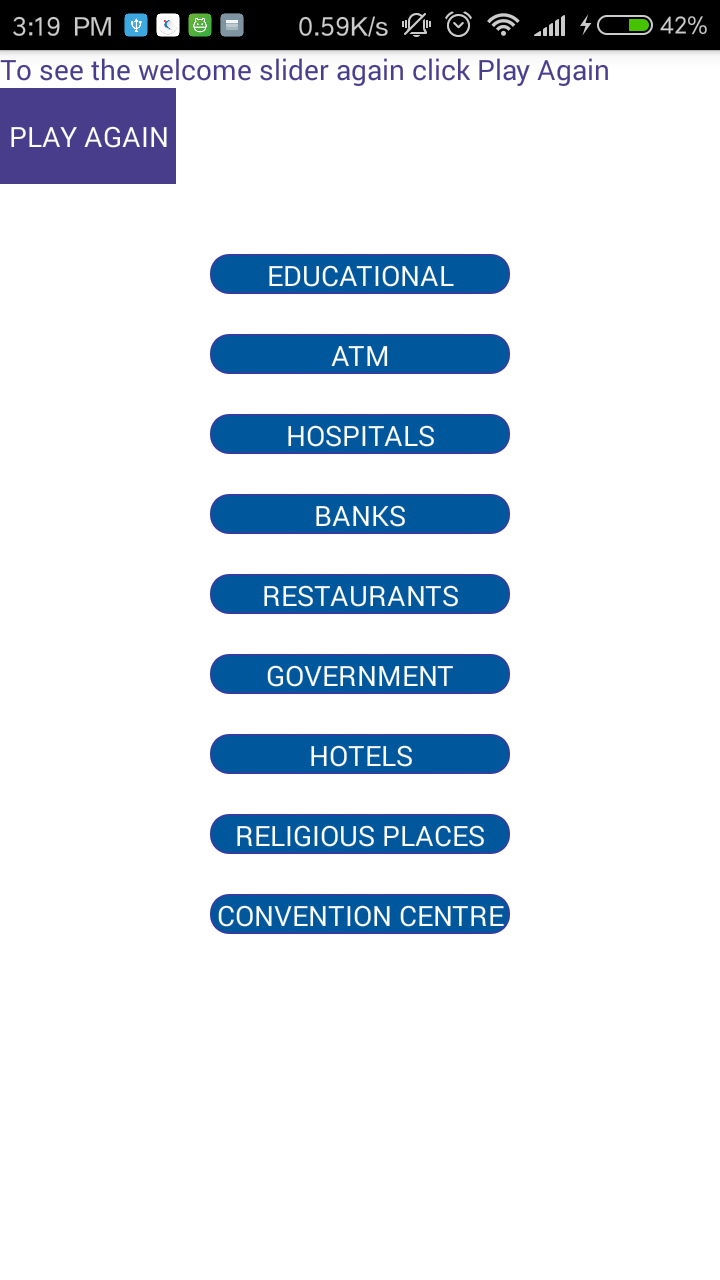 3:19 PM 0.59K/s 42%
To see the welcome slider again click Play Again
PLAY AGAIN
EDUCATIONAL
ATM
HOSPITALS
BANKS
RESTAURANTS
GOVERNMENT
HOTELS
RELIGIOUS PLACES
CONVENTION CENTRE